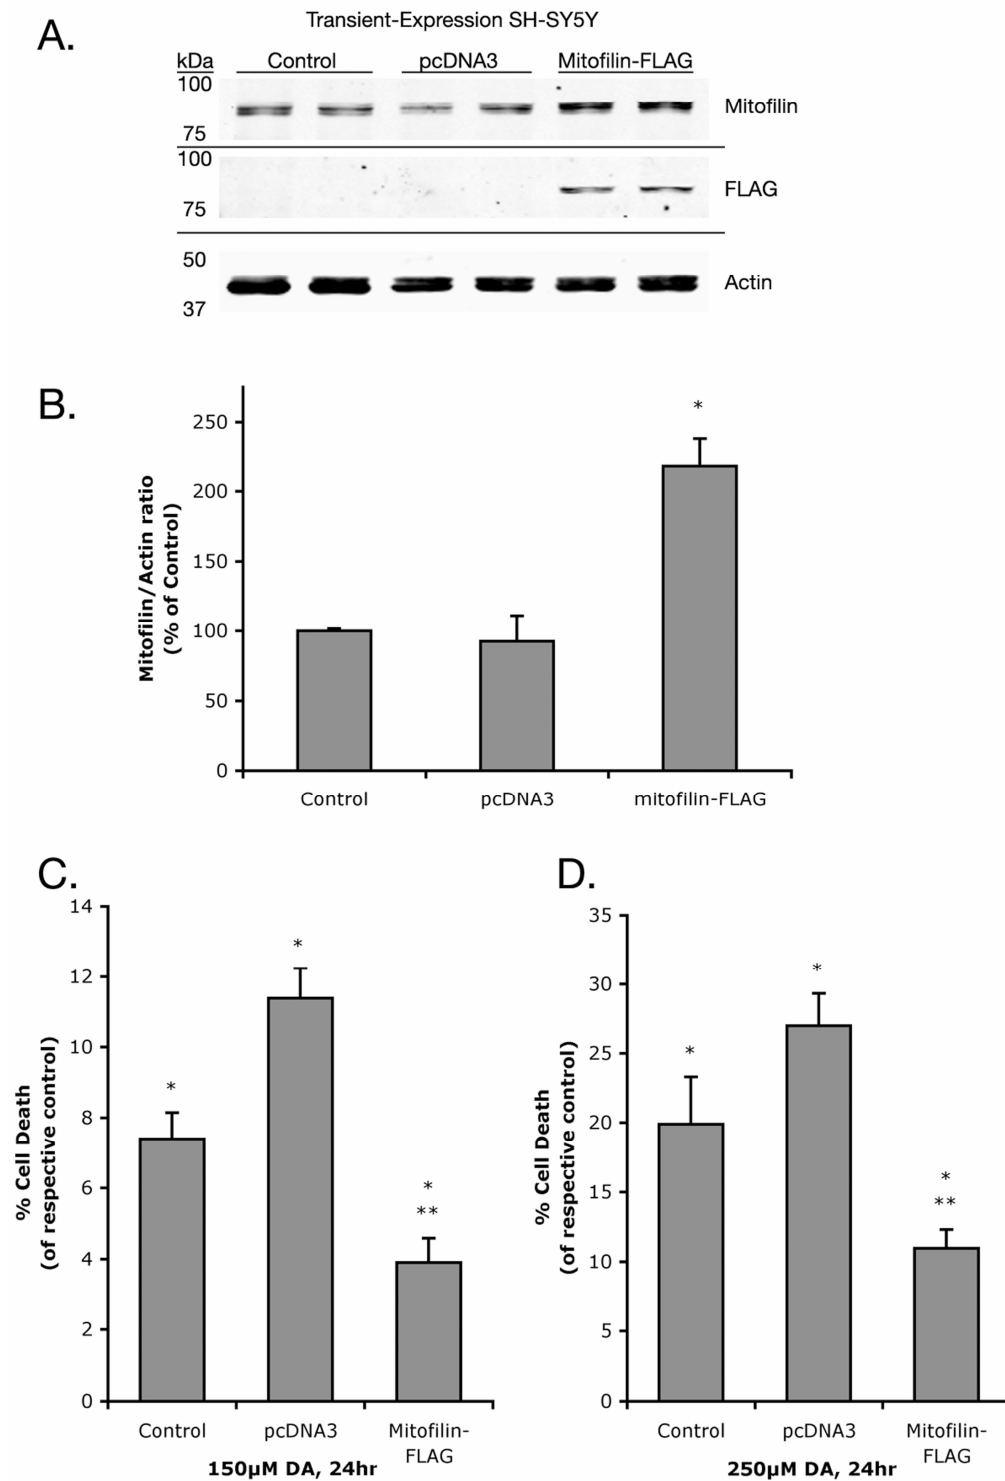 A.
Transient-Expression SH-SY5Y
kDa Control pcDNA3 Mitofilin-FLAG
100
Mitofilin
75
100
FLAG
75
50
Actin
37
B.
Mitofilin/Actin ratio
(% of Control)
250
200
150
100
50
0
*
Control pcDNA3 mitofilin-FLAG
C.
% Cell Death
(of respective control)
14
12
10
8
6
4
2
0
*
*
*
**
Control pcDNA3 Mitofilin-
FLAG
150µM DA, 24hr
D.
% Cell Death
(of respective control)
35
30
25
20
15
10
5
0
*
*
*
**
Control pcDNA3 Mitofilin-
FLAG
250µM DA, 24hr